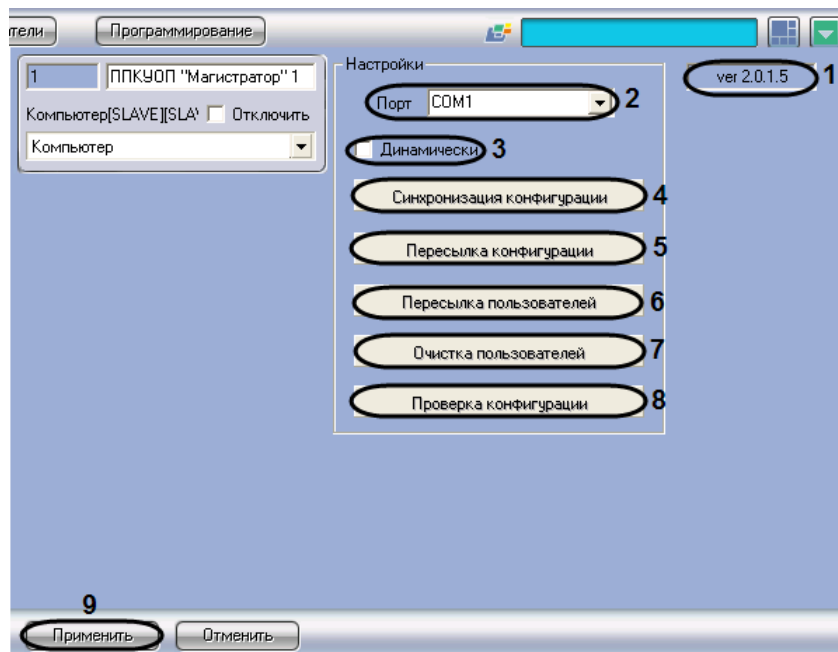 тели
Программирование
1
ППКУОП "Магистратор" 1
Компьютер[SLAVE][SLA
Отключить
Компьютер
Настройки
Порт
COM1
2
Динамически
3
Синхронизация конфигурации
4
Пересылка конфигурации
5
Пересылка пользователей
6
Очистка пользователей
7
Проверка конфигурации
8
ver 2.0.1.5
1
9
Применить
Отменить